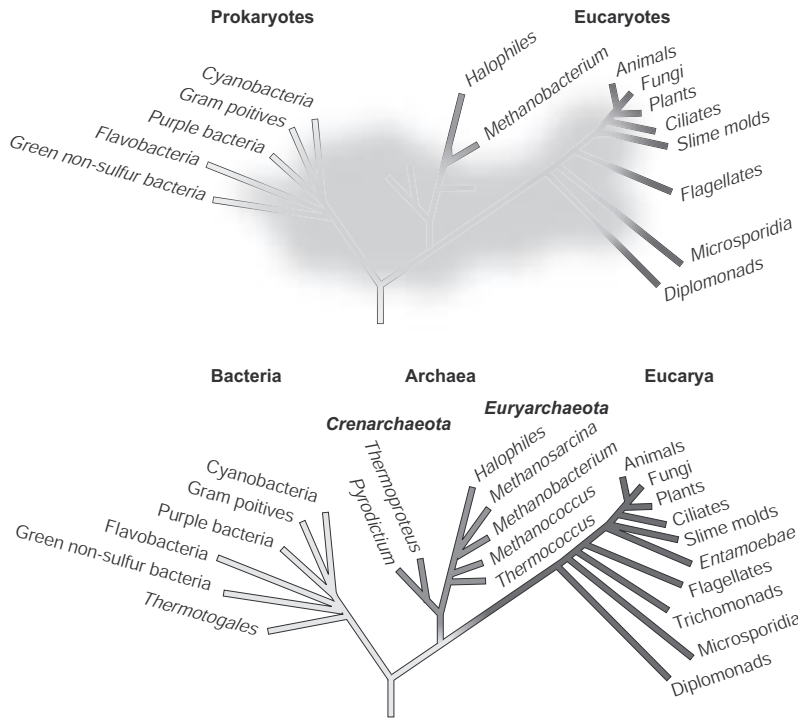 Prokaryotes
Eucaryotes
Cyanobacteria
Gram poitives
Purple bacteria
Flavobacteria
Green non-sulfur bacteria
Halophiles
Methanobacterium
Animals
Fungi
Plants
Ciliates
Slime molds
Flagellates
Microsporidia
Diplomonads
Bacteria
Archaea
Eucarya
Crenarchaeota
Euryarchaeota
Cyanobacteria
Gram poitives
Purple bacteria
Flavobacteria
Green non-sulfur bacteria
Thermotogales
Pyrodictium
Thermoproteus
Halophiles
Methanosarcina
Methanobacterium
Methanococcus
Thermococcus
Animals
Fungi
Plants
Ciliates
Slime molds
Entamoebae
Flagellates
Trichomonads
Microsporidia
Diplomonads